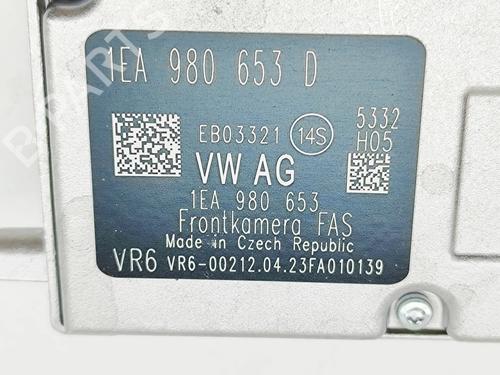 1EA 980 653 D
EB03321 14S 5332
H05
VW AG
1EA 980 653
Frontkamera FAS
Made in Czech Republic
VR6 VR6-00212.04.23FA010139
B PARTS